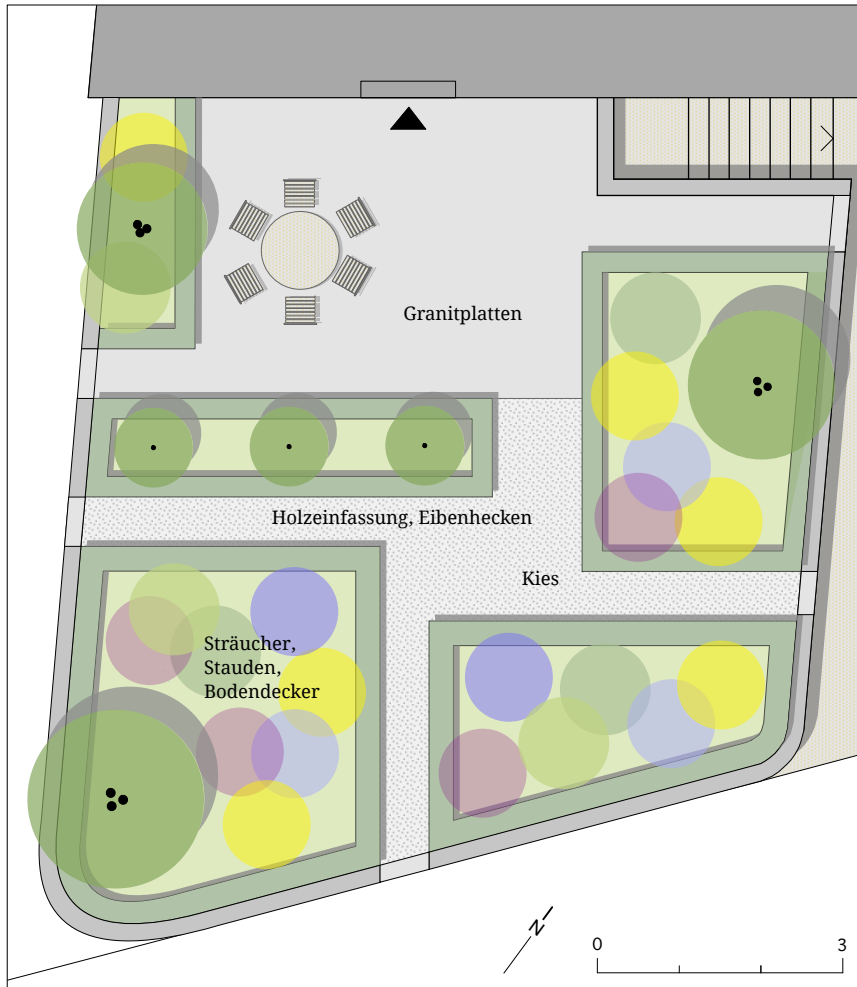 Granitplatten
Holzeinfassung, Eibenhecken
Kies
Sträucher,
Stauden,
Bodendecker
N
0 3